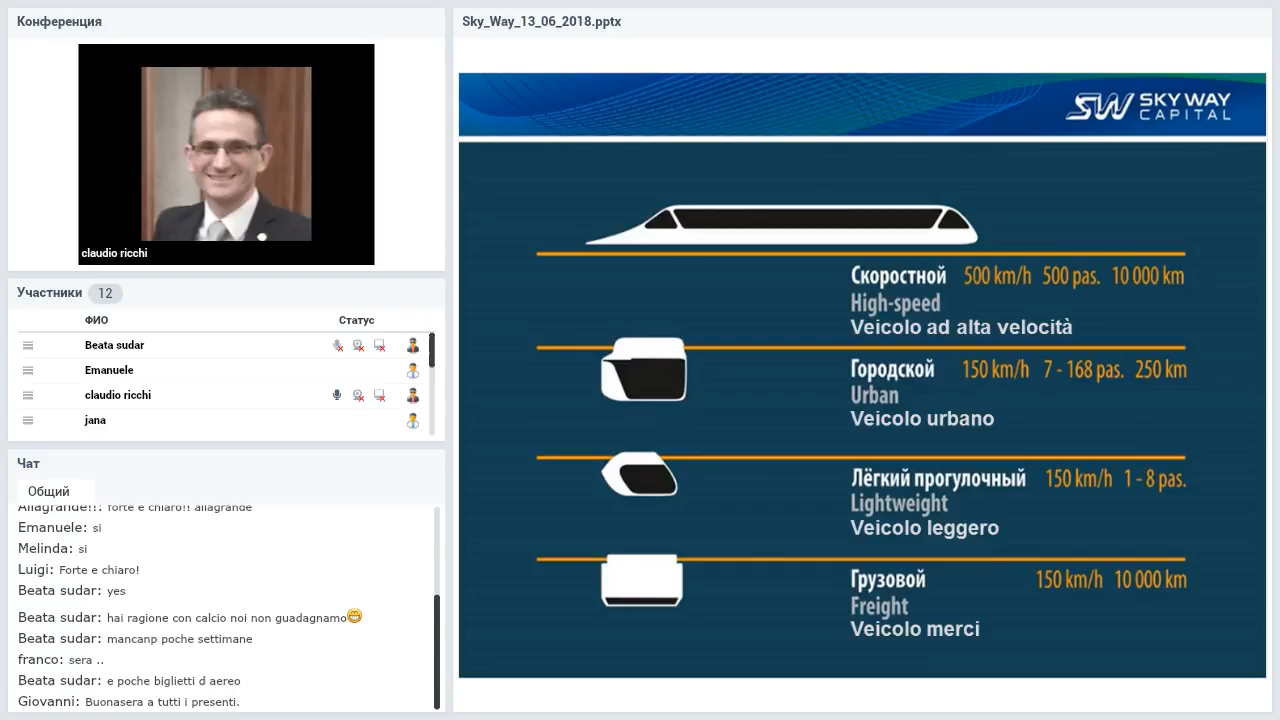 Конференция
claudio ricchi
Участники 12
ФИО Статус
Beata sudar
Emanuele
claudio ricchi
jana
Чат
Общий
Allagrande!!: forte e chiaro!! allagrande
Emanuele: si
Melinda: si
Luigi: Forte e chiaro!
Beata sudar: yes
Beata sudar: hai ragione con calcio noi non guadagnamo
Beata sudar: mancanp poche settimane
franco: sera ..
Beata sudar: e poche biglietti d aereo
Giovanni: Buonasera a tutti i presenti.
Sky_Way_13_06_2018.pptx
SW SKY WAY
CAPITAL
Скоростной 500 km/h 500 pas. 10 000 km
High-speed
Veicolo ad alta velocità
Городской 150 km/h 7 - 168 pas. 250 km
Urban
Veicolo urbano
Лёгкий прогулочный 150 km/h 1 - 8 pas.
Lightweight
Veicolo leggero
Грузовой 150 km/h 10 000 km
Freight
Veicolo merci